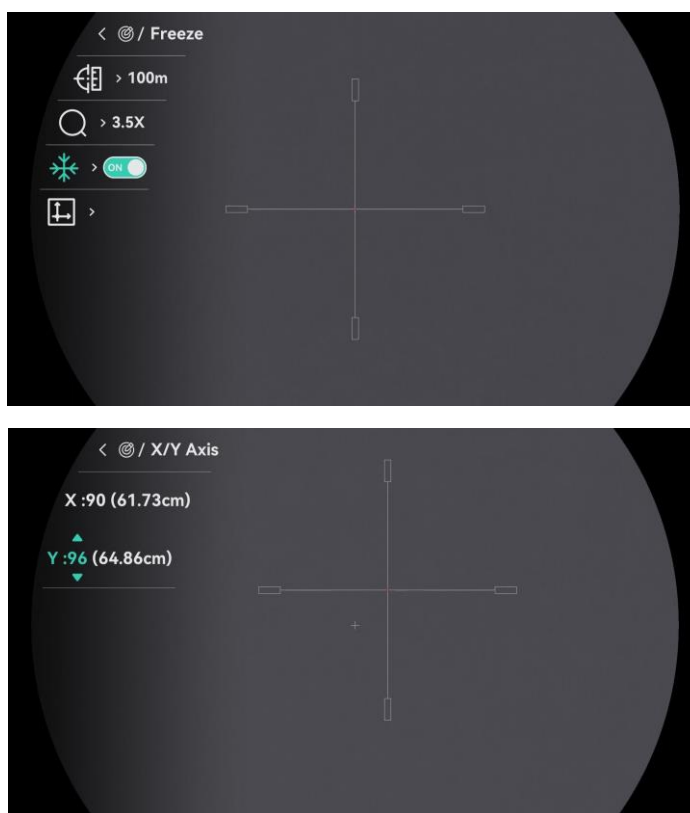 < / Freeze
> 100m
> 3.5X
> ON
>
< / X/Y Axis
X :90 (61.73cm)
Y :96 (64.86cm)